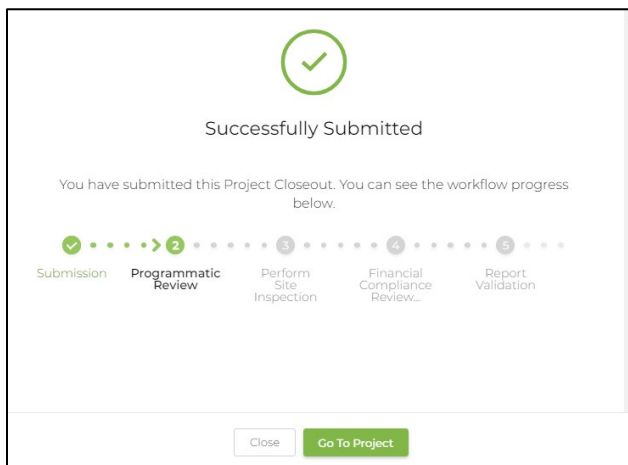 Successfully Submitted
You have submitted this Project Closeout. You can see the workflow progress
below.
2 3 4 5
Submission Programmatic Perform Financial Report
Review Site Compliance Validation
Inspection Review...
Close Go To Project